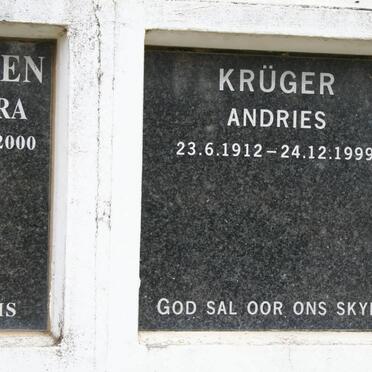 EN
RA
2000
IS
KRÜGER
ANDRIES
23.6.1912–24.12.1999
GOD SAL OOR ONS SKY